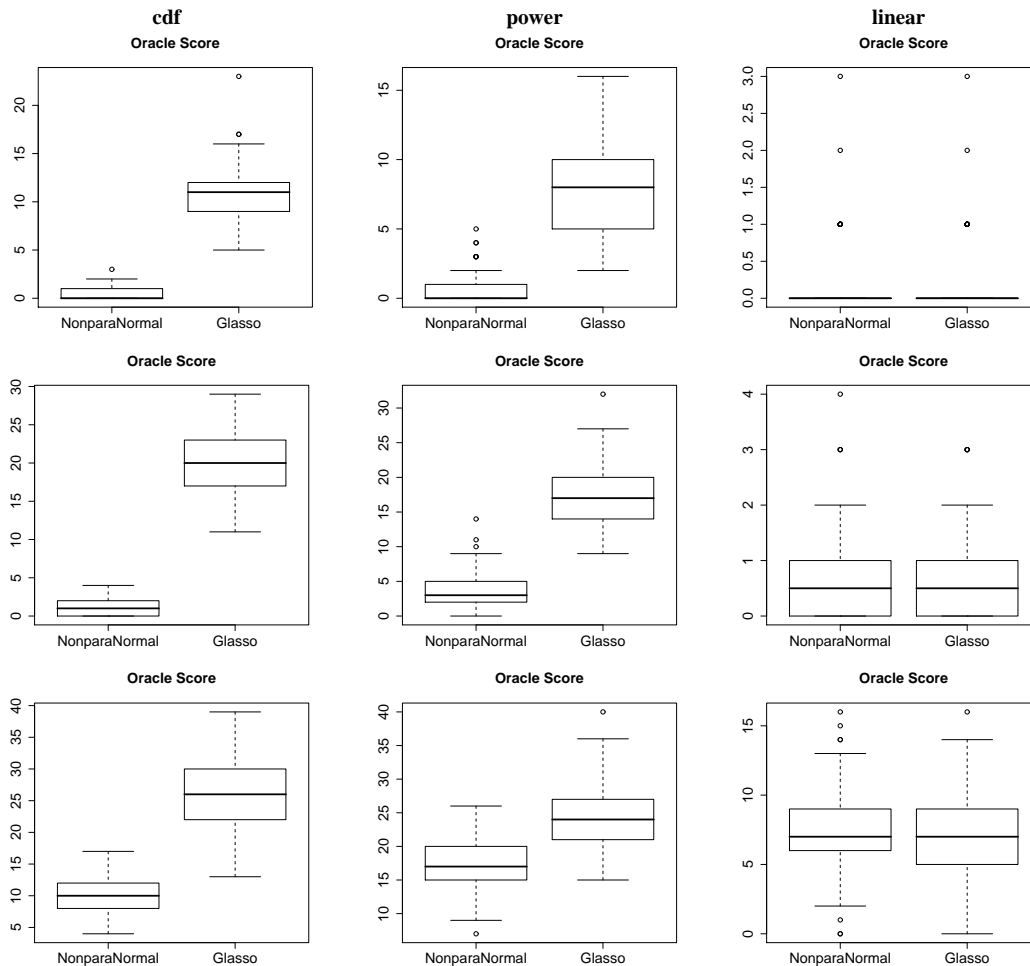 cdf power linear
Oracle Score Oracle Score Oracle Score
0 5 10 15 20
0 5 10 15
0.0 0.5 1.0 1.5 2.0 2.5 3.0
NonparaNormal Glasso NonparaNormal Glasso NonparaNormal Glasso
Oracle Score Oracle Score Oracle Score
0 5 10 15 20 25 30
0 5 10 15 20 25 30
0 1 2 3 4
NonparaNormal Glasso NonparaNormal Glasso NonparaNormal Glasso
Oracle Score Oracle Score Oracle Score
5 10 15 20 25 30 35 40
10 15 20 25 30 35 40
0 5 10 15
NonparaNormal Glasso NonparaNormal Glasso NonparaNormal Glasso